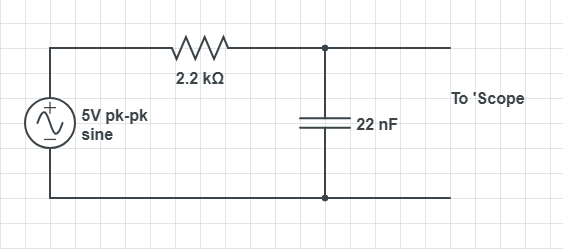 2.2 kΩ
5V pk-pk
sine
To 'Scope
22 nF